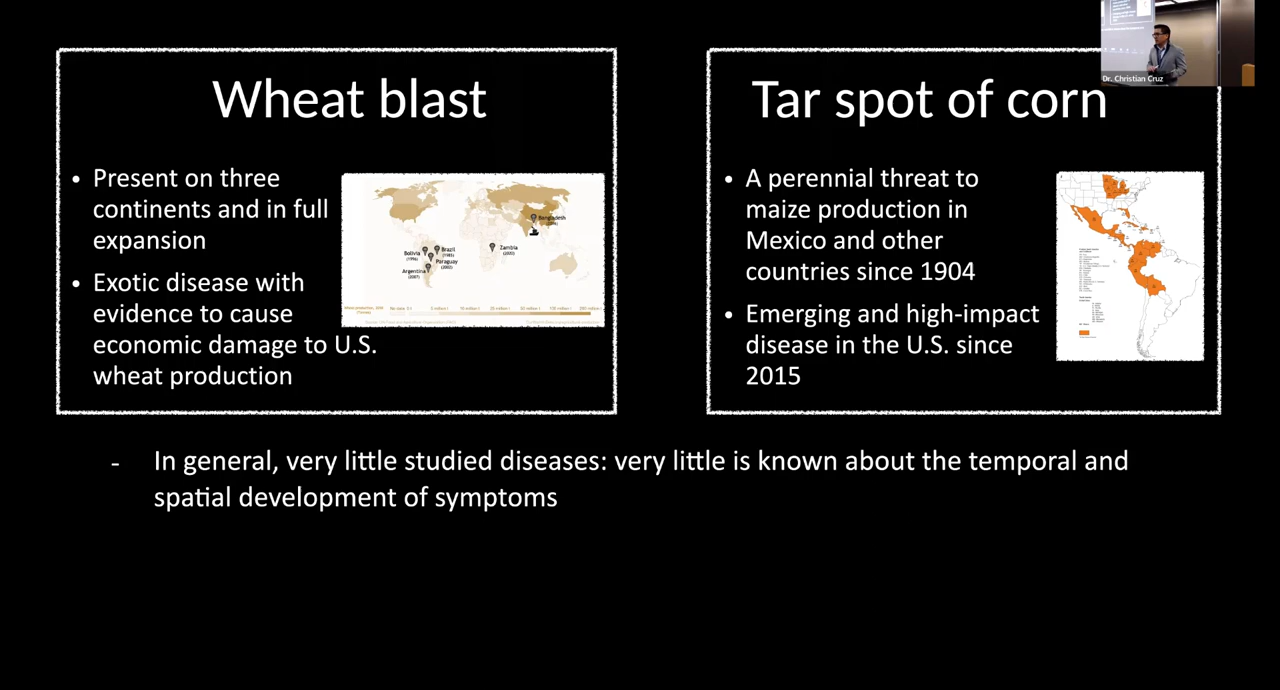 Wheat blast
• Present on three
continents and in full
expansion
• Exotic disease with
evidence to cause
economic damage to U.S.
wheat production
Bangladesh
Bolivia
Brazil
Zambia
Paraguay
Argentina
Tar spot of corn
Dr. Christian Cruz
• A perennial threat to
maize production in
Mexico and other
countries since 1904
• Emerging and high-impact
disease in the U.S. since
2015
- In general, very little studied diseases: very little is known about the temporal and
spatial development of symptoms